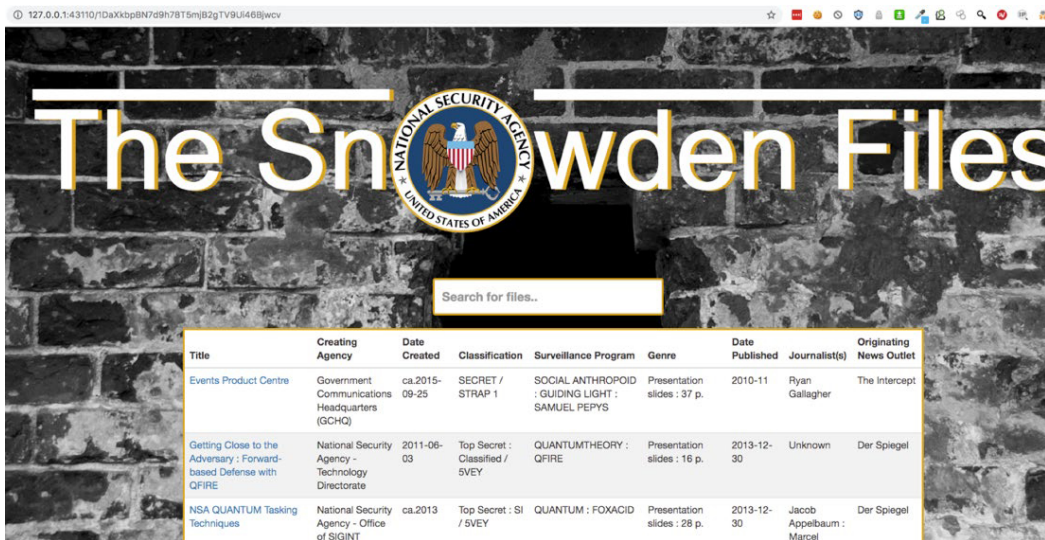 127.0.0.1:43110/1DaXkbpBN7d9h78T5mjB2gTV9Ui46Bjwcv
The Sn wden Files
NATIONAL SECURITY AGENCY
UNITED STATES OF AMERICA
Search for files..
Title Creating Agency Date Created Classification Surveillance Program Genre Date Published Journalist(s) Originating News Outlet
Events Product Centre Government Communications Headquarters (GCHQ) ca.2015-09-25 SECRET / STRAP 1 SOCIAL ANTHROPOID : GUIDING LIGHT : SAMUEL PEPYS Presentation slides : 37 p. 2010-11 Ryan Gallagher The Intercept
Getting Close to the Adversary : Forward-based Defense with QFIRE National Security Agency - Technology Directorate 2011-06-03 Top Secret : Classified / 5VEY QUANTUMTHEORY : QFIRE Presentation slides : 16 p. 2013-12-30 Unknown Der Spiegel
NSA QUANTUM Tasking Techniques National Security Agency - Office of SIGINT ca.2013 Top Secret : SI / 5VEY QUANTUM : FOXACID Presentation slides : 28 p. 2013-12-30 Jacob Appelbaum : Marcel Der Spiegel